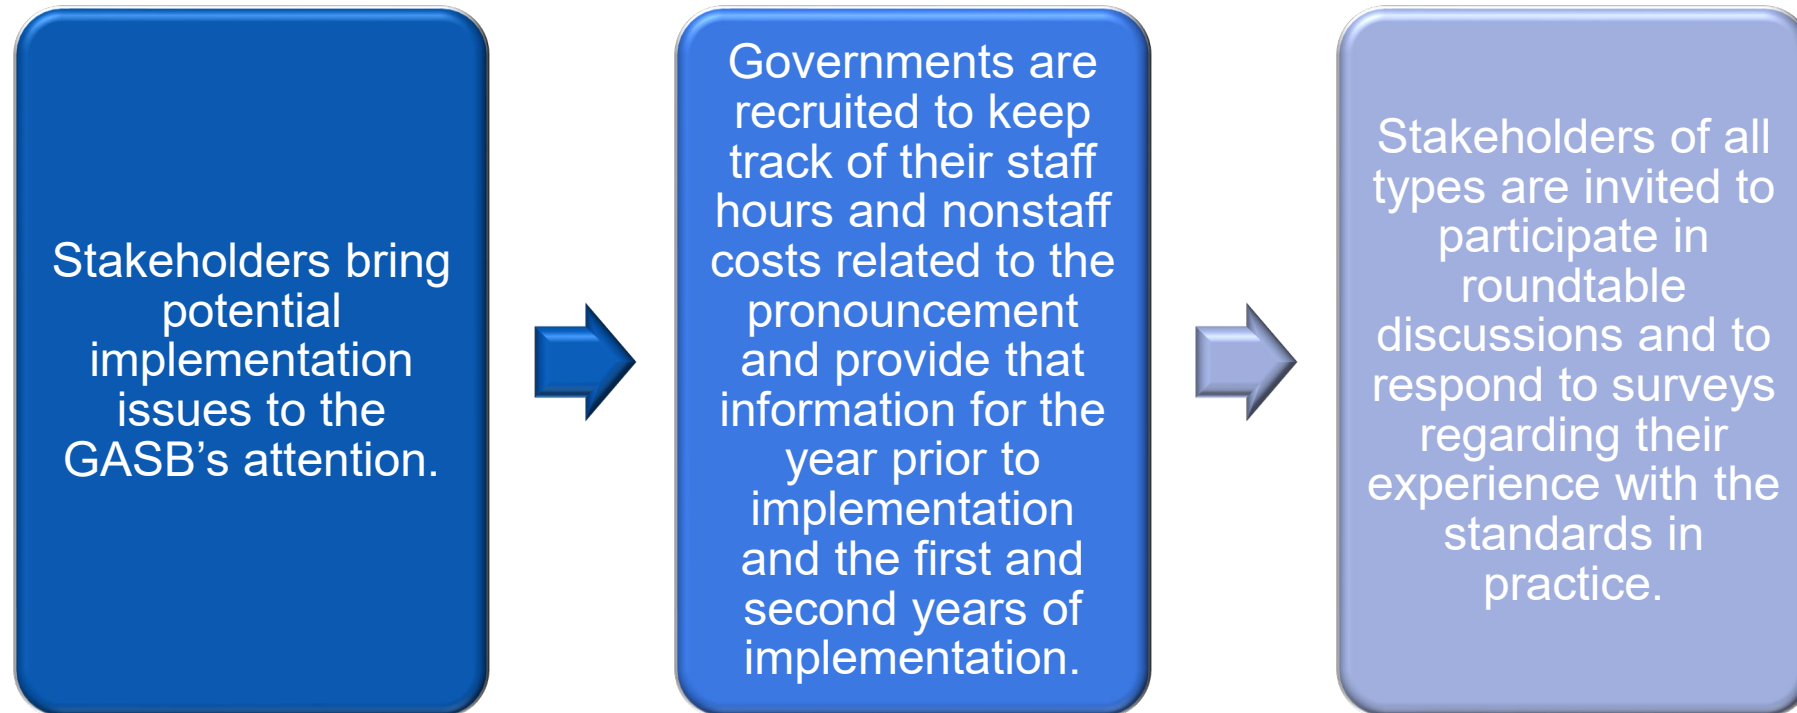 Stakeholders bring
potential
implementation
issues to the
GASB’s attention.
Governments are
recruited to keep
track of their staff
hours and nonstaff
costs related to the
pronouncement
and provide that
information for the
year prior to
implementation
and the first and
second years of
implementation.
Stakeholders of all
types are invited to
participate in
roundtable
discussions and to
respond to surveys
regarding their
experience with the
standards in
practice.